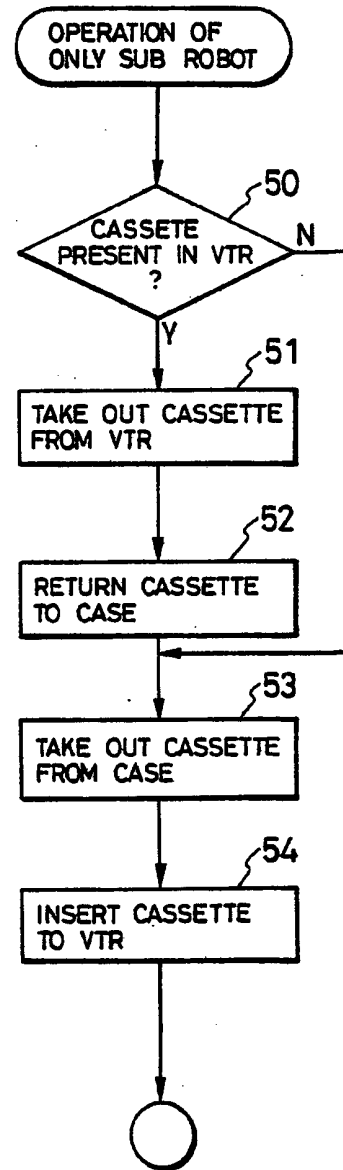 OPERATION OF
ONLY SUB ROBOT
50
CASSETE
PRESENT IN VTR
?
N
Y
51
TAKE OUT CASSETTE
FROM VTR
52
RETURN CASSETTE
TO CASE
53
TAKE OUT CASSETTE
FROM CASE
54
INSERT CASSETTE
TO VTR